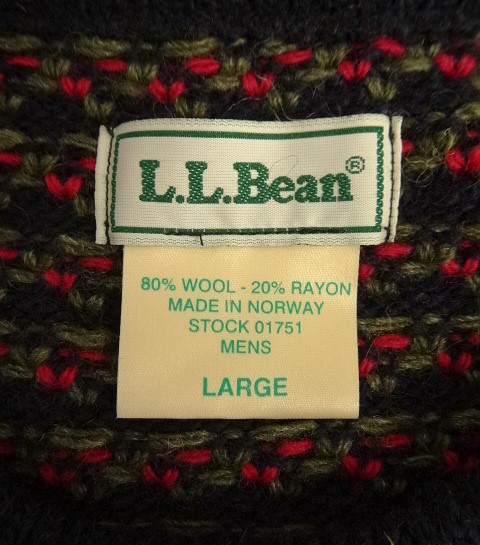 L.L.Bean®
80% WOOL - 20% RAYON
MADE IN NORWAY
STOCK 01751
MENS
LARGE